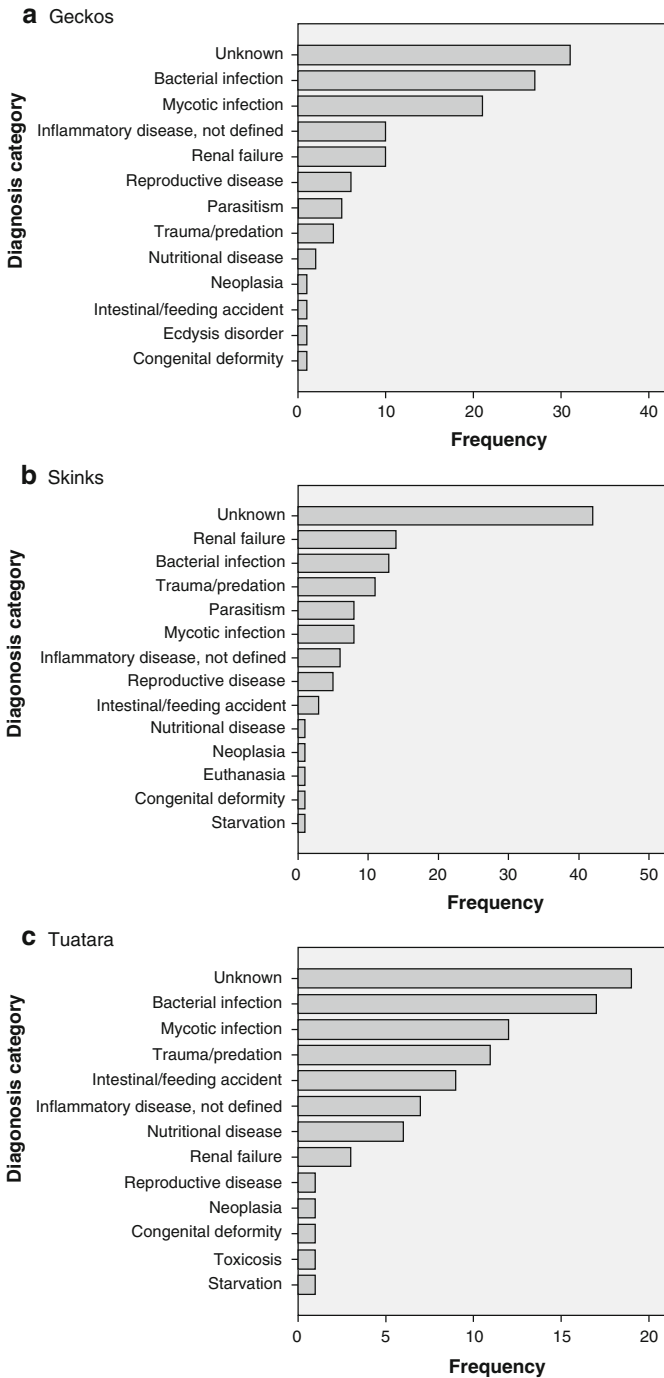 a Geckos
Diagnosis category
Unknown
Bacterial infection
Mycotic infection
Inflammatory disease, not defined
Renal failure
Reproductive disease
Parasitism
Trauma/predation
Nutritional disease
Neoplasia
Intestinal/feeding accident
Ecdysis disorder
Congenital deformity
0 10 20 30 40
Frequency
b Skinks
Diagonosis category
Unknown
Renal failure
Bacterial infection
Trauma/predation
Parasitism
Mycotic infection
Inflammatory disease, not defined
Reproductive disease
Intestinal/feeding accident
Nutritional disease
Neoplasia
Euthanasia
Congenital deformity
Starvation
0 10 20 30 40 50
Frequency
c Tuatara
Diagonosis category
Unknown
Bacterial infection
Mycotic infection
Trauma/predation
Intestinal/feeding accident
Inflammatory disease, not defined
Nutritional disease
Renal failure
Reproductive disease
Neoplasia
Congenital deformity
Toxicosis
Starvation
0 5 10 15 20
Frequency